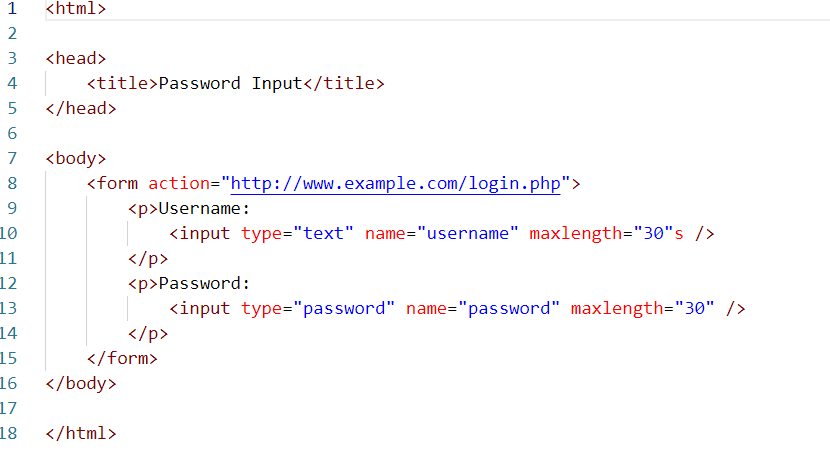 1 <html>
2
3 <head>
4     <title>Password Input</title>
5 </head>
6
7 <body>
8     <form action="http://www.example.com/login.php">
9         <p>Username:
10             <input type="text" name="username" maxlength="30"s />
11         </p>
12         <p>Password:
13             <input type="password" name="password" maxlength="30" />
14         </p>
15     </form>
16 </body>
17
18 </html>